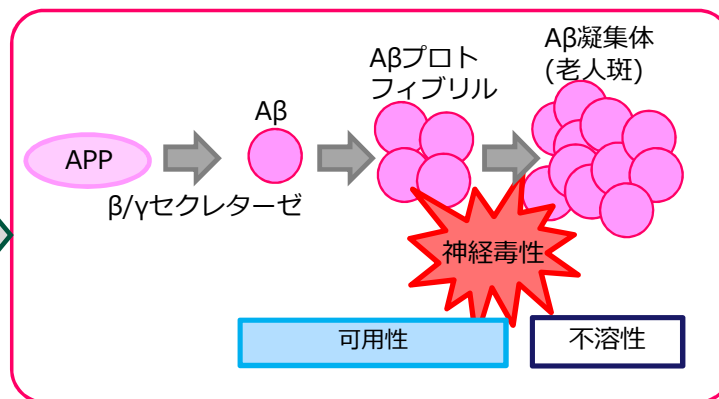 Aβ凝集体
(老人斑)
Aβプロト
フィブリル
Aβ
APP
β/γセクレターゼ
神経毒性
可用性
不溶性